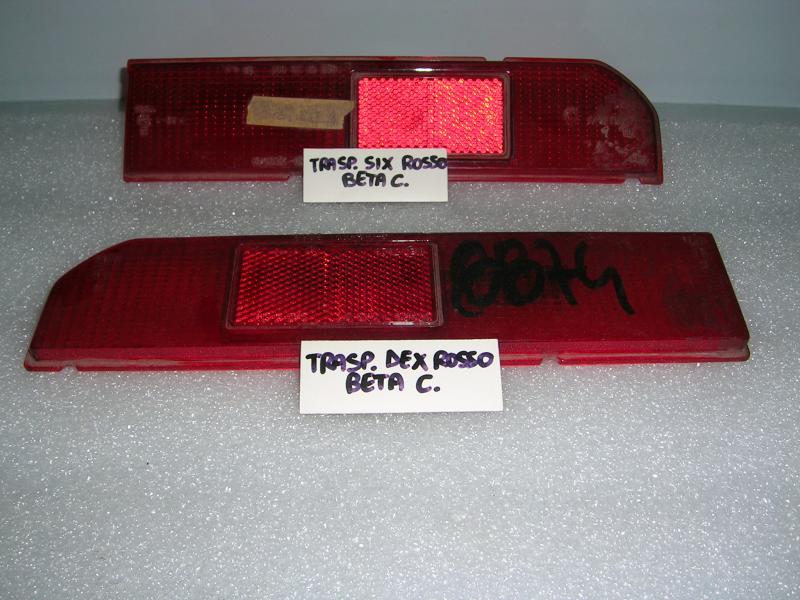 TRASP. SIX ROSSO
BETA C.
TRASP. DEX ROSSO
BETA C.